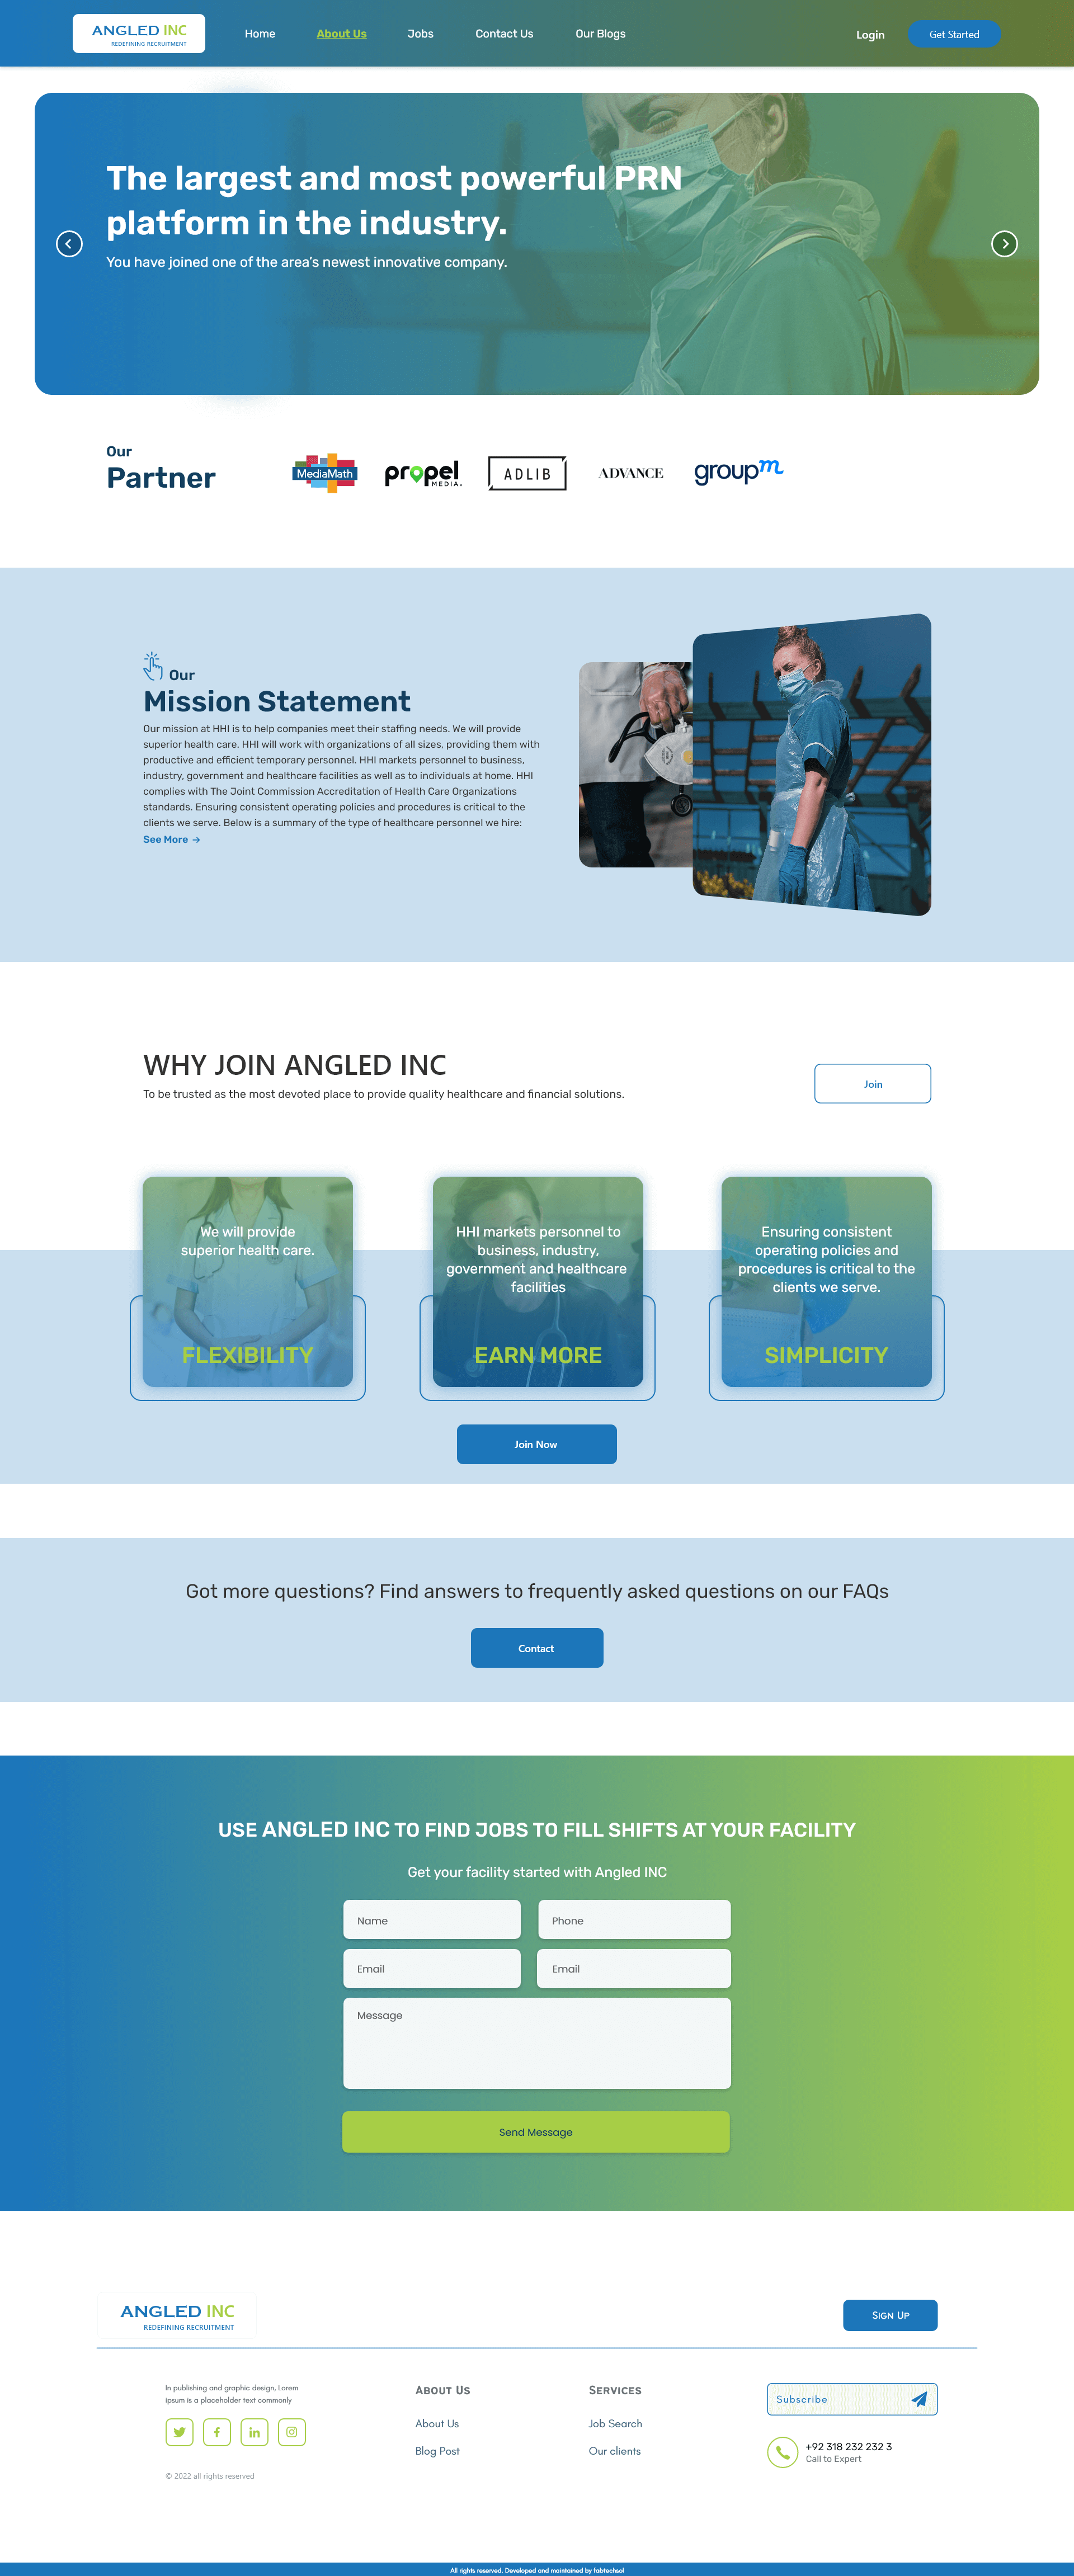 ANGLED INC
REDEFINING RECRUITMENT
Home
About Us
Jobs
Contact Us
Our Blogs
Login
Get Started
The largest and most powerful PRN
platform in the industry.
You have joined one of the area's newest innovative company.
Our
Partner
MediaMath
propel
MEDIA
ADLIB
ADVANCE
groupm
Our
Mission Statement
Our mission at HHI is to help companies meet their staffing needs. We will provide
superior health care. HHI will work with organizations of all sizes, providing them with
productive and efficient temporary personnel. HHI markets personnel to business,
industry, government and healthcare facilities as well as to individuals at home. HHI
complies with The Joint Commission Accreditation of Health Care Organizations
standards. Ensuring consistent operating policies and procedures is critical to the
clients we serve. Below is a summary of the type of healthcare personnel we hire:
See More →
WHY JOIN ANGLED INC
To be trusted as the most devoted place to provide quality healthcare and financial solutions.
Join
We will provide
superior health care.
FLEXIBILITY
HHI markets personnel to
business, industry,
government and healthcare
facilities
EARN MORE
Ensuring consistent
operating policies and
procedures is critical to the
clients we serve.
SIMPLICITY
Join Now
Got more questions? Find answers to frequently asked questions on our FAQs
Contact
USE ANGLED INC TO FIND JOBS TO FILL SHIFTS AT YOUR FACILITY
Get your facility started with Angled INC
Name
Phone
Email
Email
Message
Send Message
ANGLED INC
REDEFINING RECRUITMENT
SIGN UP
In publishing and graphic design, Lorem
ipsum is a placeholder text commonly
© 2022 all rights reserved
ABOUT US
About Us
Blog Post
SERVICES
Job Search
Our clients
Subscribe
+92 318 232 232 3
Call to Expert
All rights reserved. Developed and maintained by fabtechsol